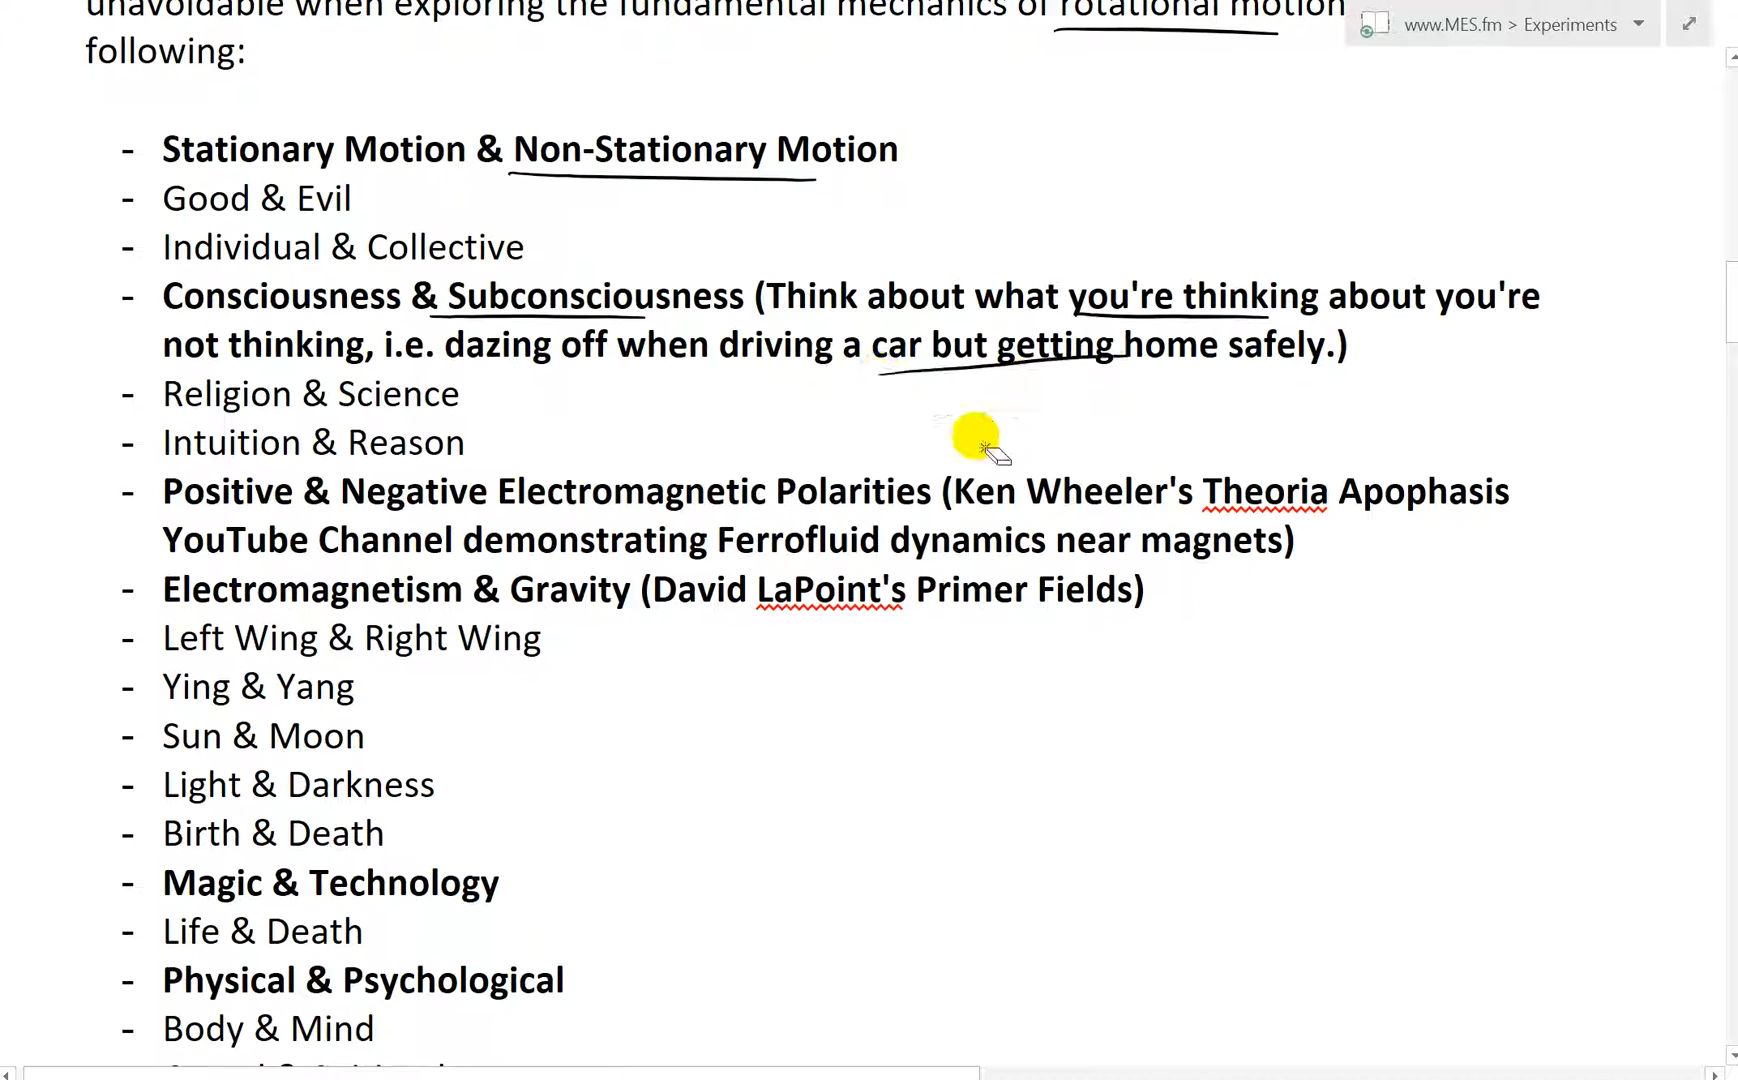 unavoidable when exploring the fundamental mechanics of rotational motion
www.MES.fm > Experiments
following:
- Stationary Motion & Non-Stationary Motion
- Good & Evil
- Individual & Collective
- Consciousness & Subconsciousness (Think about what you're thinking about you're
not thinking, i.e. dazing off when driving a car but getting home safely.)
- Religion & Science
- Intuition & Reason
- Positive & Negative Electromagnetic Polarities (Ken Wheeler's Theoria Apophasis
YouTube Channel demonstrating Ferrofluid dynamics near magnets)
- Electromagnetism & Gravity (David LaPoint's Primer Fields)
- Left Wing & Right Wing
- Ying & Yang
- Sun & Moon
- Light & Darkness
- Birth & Death
- Magic & Technology
- Life & Death
- Physical & Psychological
- Body & Mind